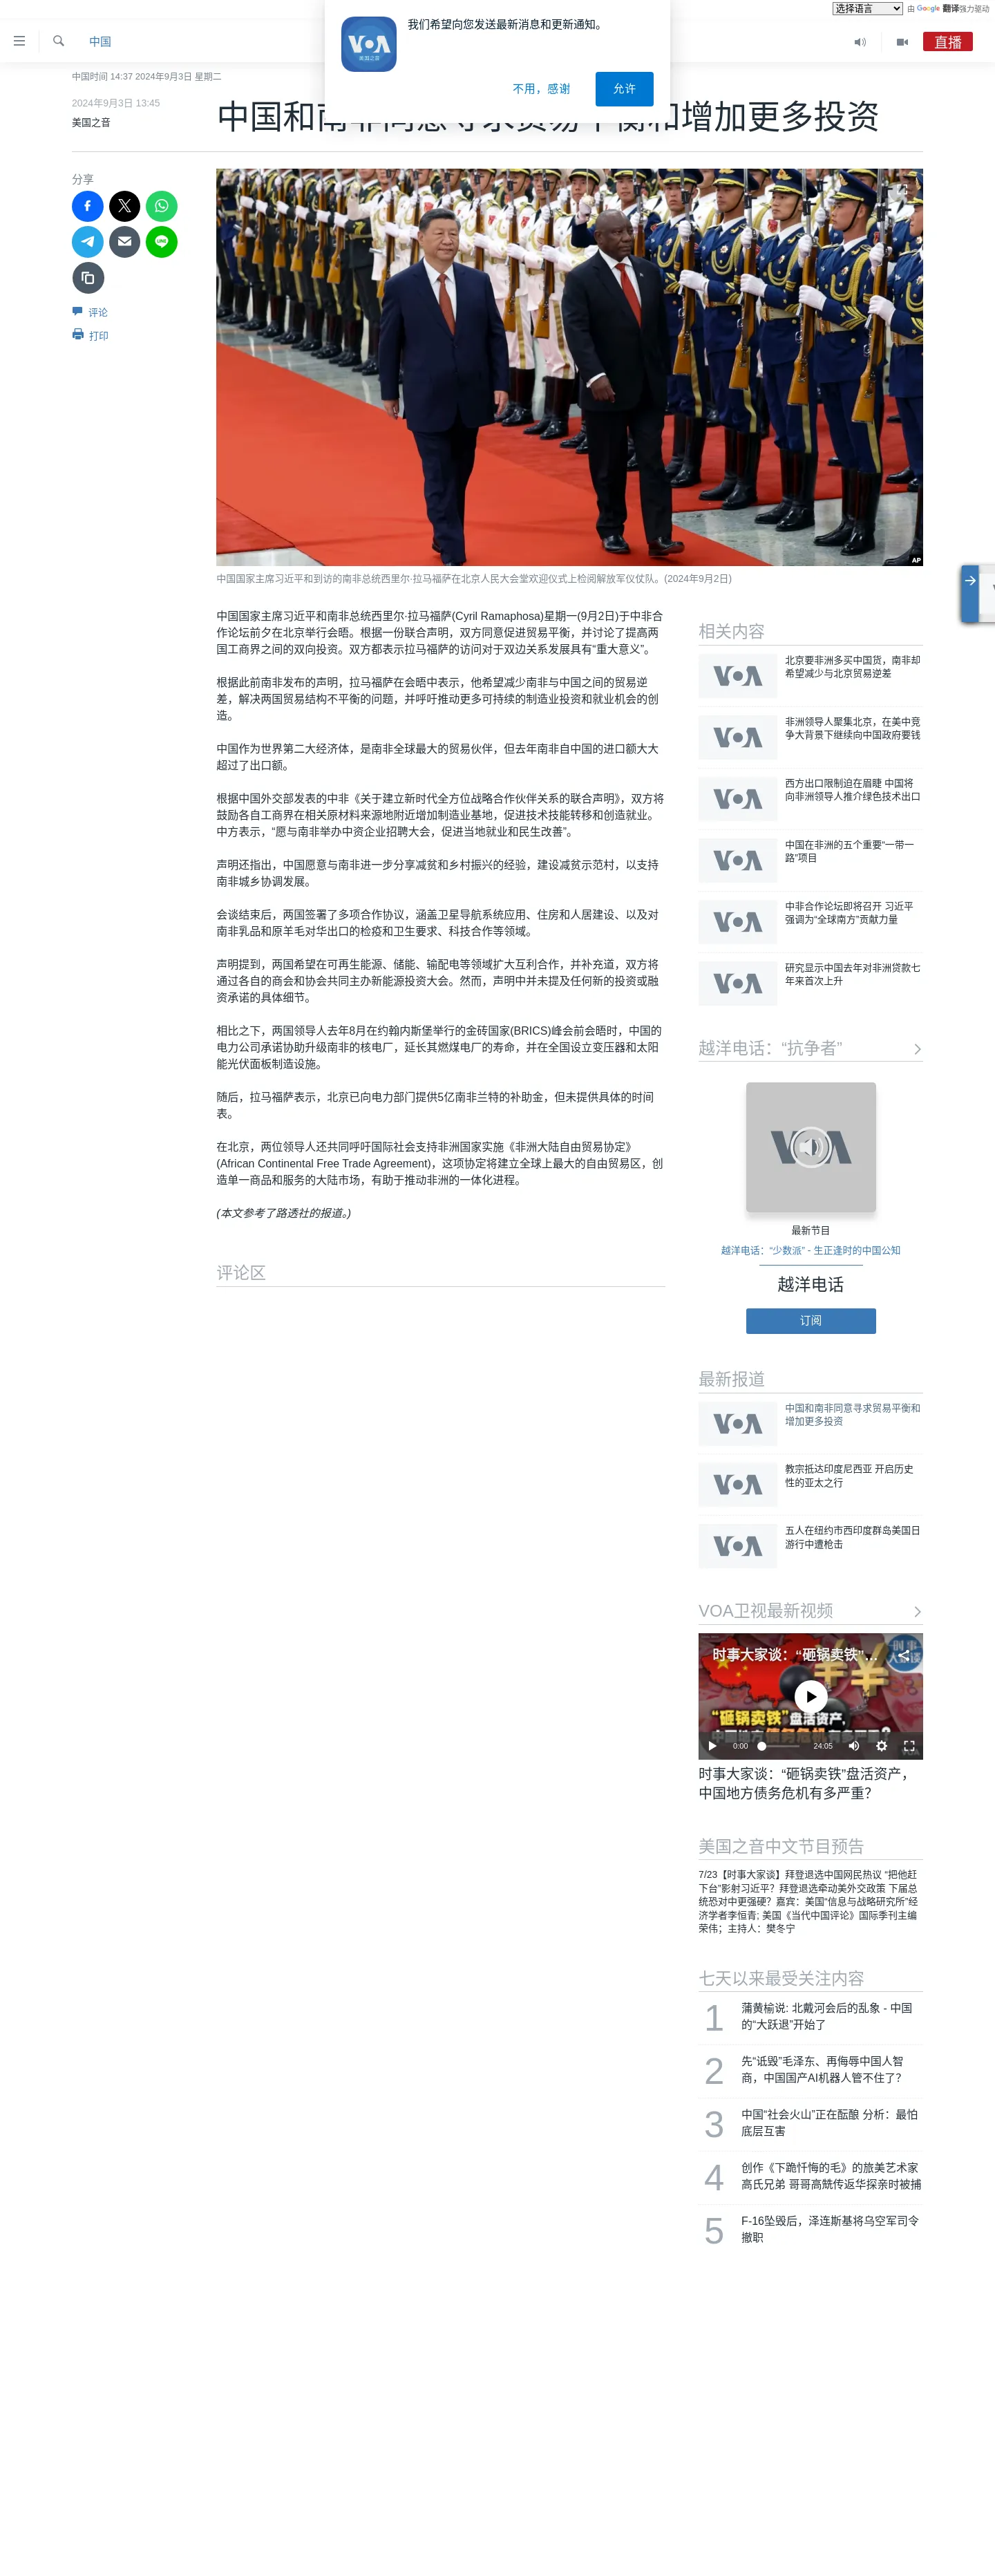 选择语言
由 Google 翻译强力驱动
我们希望向您发送最新消息和更新通知。
VOA
美国之音
不用，感谢
允许
中国
直播
中国时间 14:37 2024年9月3日 星期二
2024年9月3日 13:45
美国之音
中国和南非同意寻求贸易平衡和增加更多投资
分享
评论
打印
AP
中国国家主席习近平和到访的南非总统西里尔·拉马福萨在北京人民大会堂欢迎仪式上检阅解放军仪仗队。(2024年9月2日)
中国国家主席习近平和南非总统西里尔·拉马福萨(Cyril Ramaphosa)星期一(9月2日)于中非合
作论坛前夕在北京举行会晤。根据一份联合声明，双方同意促进贸易平衡，并讨论了提高两
国工商界之间的双向投资。双方都表示拉马福萨的访问对于双边关系发展具有“重大意义”。
根据此前南非发布的声明，拉马福萨在会晤中表示，他希望减少南非与中国之间的贸易逆
差，解决两国贸易结构不平衡的问题，并呼吁推动更多可持续的制造业投资和就业机会的创
造。
中国作为世界第二大经济体，是南非全球最大的贸易伙伴，但去年南非自中国的进口额大大
超过了出口额。
根据中国外交部发表的中非《关于建立新时代全方位战略合作伙伴关系的联合声明》，双方将
鼓励各自工商界在相关原材料来源地附近增加制造业基地，促进技术技能转移和创造就业。
中方表示，“愿与南非举办中资企业招聘大会，促进当地就业和民生改善”。
声明还指出，中国愿意与南非进一步分享减贫和乡村振兴的经验，建设减贫示范村，以支持
南非城乡协调发展。
会谈结束后，两国签署了多项合作协议，涵盖卫星导航系统应用、住房和人居建设、以及对
南非乳品和原羊毛对华出口的检疫和卫生要求、科技合作等领域。
声明提到，两国希望在可再生能源、储能、输配电等领域扩大互利合作，并补充道，双方将
通过各自的商会和协会共同主办新能源投资大会。然而，声明中并未提及任何新的投资或融
资承诺的具体细节。
相比之下，两国领导人去年8月在约翰内斯堡举行的金砖国家(BRICS)峰会前会晤时，中国的
电力公司承诺协助升级南非的核电厂，延长其燃煤电厂的寿命，并在全国设立变压器和太阳
能光伏面板制造设施。
随后，拉马福萨表示，北京已向电力部门提供5亿南非兰特的补助金，但未提供具体的时间
表。
在北京，两位领导人还共同呼吁国际社会支持非洲国家实施《非洲大陆自由贸易协定》
(African Continental Free Trade Agreement)，这项协定将建立全球上最大的自由贸易区，创
造单一商品和服务的大陆市场，有助于推动非洲的一体化进程。
(本文参考了路透社的报道。)
评论区
相关内容
VOA
北京要非洲多买中国货，南非却
希望减少与北京贸易逆差
VOA
非洲领导人聚集北京，在美中竞
争大背景下继续向中国政府要钱
VOA
西方出口限制迫在眉睫 中国将
向非洲领导人推介绿色技术出口
VOA
中国在非洲的五个重要“一带一
路”项目
VOA
中非合作论坛即将召开 习近平
强调为“全球南方”贡献力量
VOA
研究显示中国去年对非洲贷款七
年来首次上升
越洋电话：“抗争者”
VOA
最新节目
越洋电话：“少数派” - 生正逢时的中国公知
越洋电话
订阅
最新报道
VOA
中国和南非同意寻求贸易平衡和
增加更多投资
VOA
教宗抵达印度尼西亚 开启历史
性的亚太之行
VOA
五人在纽约市西印度群岛美国日
游行中遭枪击
VOA卫视最新视频
时事大家谈：“砸锅卖铁”…
时事大家谈
“砸锅卖铁”盘活资产，
中国地方债务危机有多严重？
0:00
24:05
VOA
时事大家谈：“砸锅卖铁”盘活资产，
中国地方债务危机有多严重？
美国之音中文节目预告
7/23【时事大家谈】拜登退选中国网民热议 “把他赶
下台”影射习近平？拜登退选牵动美外交政策 下届总
统恐对中更强硬？嘉宾：美国“信息与战略研究所”经
济学者李恒青; 美国《当代中国评论》国际季刊主编
荣伟；主持人：樊冬宁
七天以来最受关注内容
1
蒲黄榆说: 北戴河会后的乱象 - 中国
的“大跃退”开始了
2
先“诋毁”毛泽东、再侮辱中国人智
商，中国国产AI机器人管不住了？
3
中国“社会火山”正在酝酿 分析：最怕
底层互害
4
创作《下跪忏悔的毛》的旅美艺术家
高氏兄弟 哥哥高兟传返华探亲时被捕
5
F-16坠毁后，泽连斯基将乌空军司令
撤职